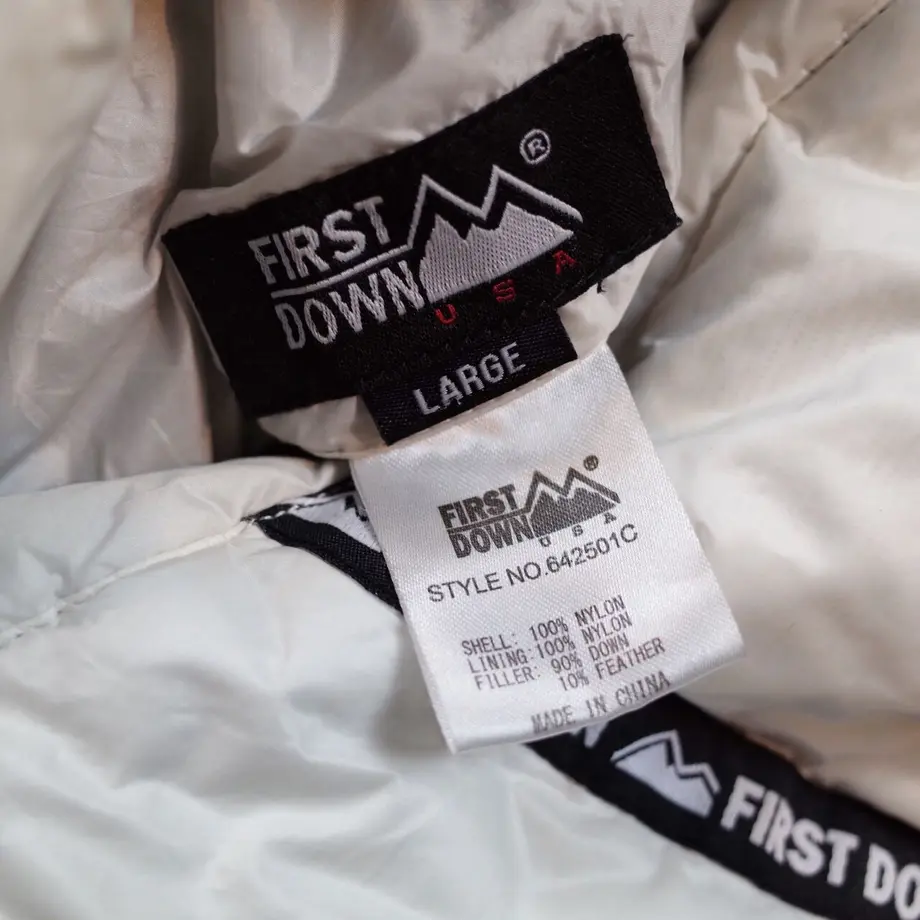 ®
FIRST
DOWN
USA
LARGE
®
FIRST
DOWN
USA
STYLE NO.642501C
SHELL: 100% NYLON
LINING: 100% NYLON
FILLER: 90% DOWN
10% FEATHER
MADE IN CHINA
FIRST DO